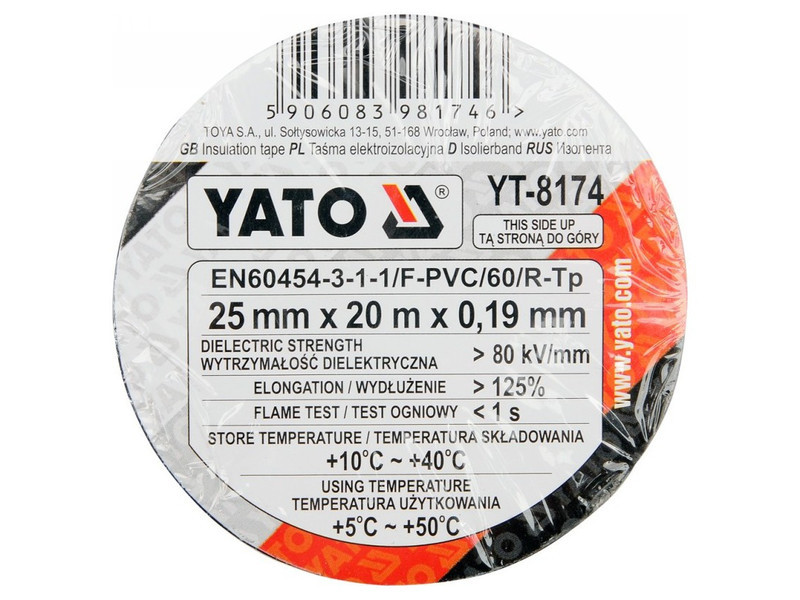 5 906083 981746 >
TOYA S.A., ul. Sołtysowicka 13-15, 51-168 Wrocław, Poland; www.yato.com
GB Insulation tape PL Taśma elektroizolacyjna D Isolierband RUS Изолента
YATO ®
YT-8174
THIS SIDE UP
TĄ STRONĄ DO GÓRY
EN60454-3-1-1/F-PVC/60/R-Tp
25 mm x 20 m x 0,19 mm
DIELECTRIC STRENGTH
WYTRZYMAŁOŚĆ DIELEKTRYCZNA > 80 kV/mm
ELONGATION / WYDŁUŻENIE > 125%
FLAME TEST / TEST OGNIOWY < 1 s
STORE TEMPERATURE / TEMPERATURA SKŁADOWANIA
+10°C ~ +40°C
USING TEMPERATURE
TEMPERATURA UŻYTKOWANIA
+5°C ~ +50°C
www.yato.com